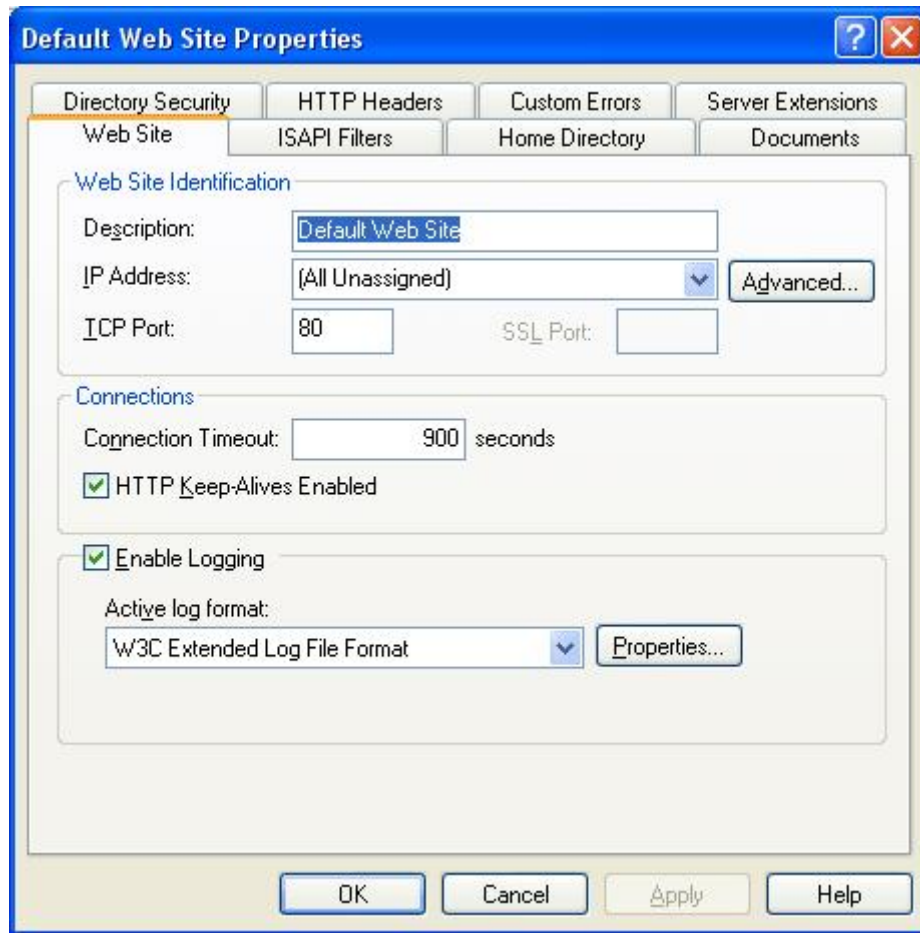 Default Web Site Properties
Directory Security HTTP Headers Custom Errors Server Extensions
Web Site ISAPI Filters Home Directory Documents
Web Site Identification
Description: Default Web Site
IP Address: (All Unassigned) Advanced...
TCP Port: 80 SSL Port:
Connections
Connection Timeout: 900 seconds
HTTP Keep-Alives Enabled
Enable Logging
Active log format:
W3C Extended Log File Format Properties...
OK Cancel Apply Help